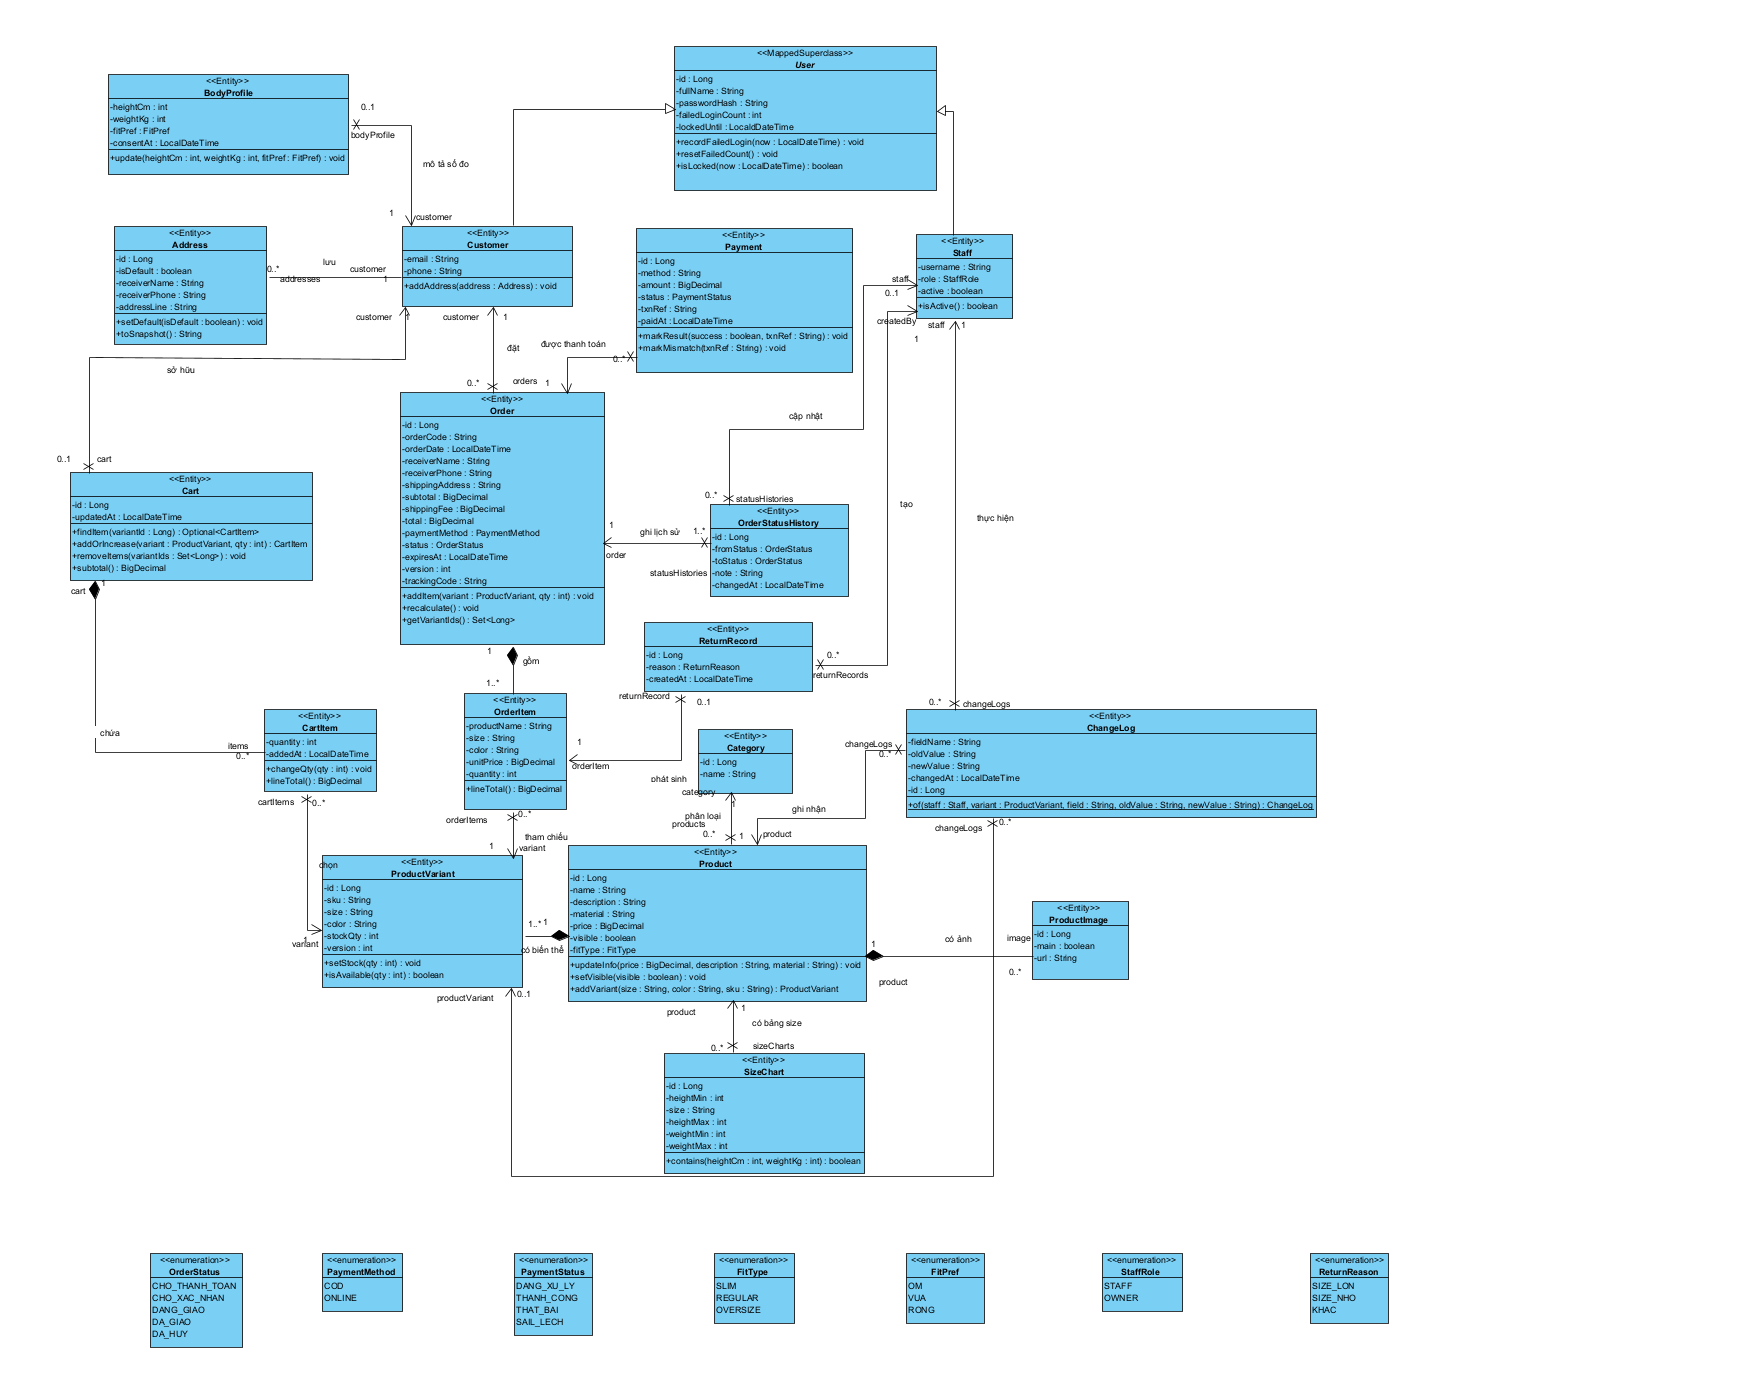 <<MappedSuperclass>>
User
-id : Long
-fullName : String
-passwordHash : String
-failedLoginCount : int
-lockedUntil : LocaldDateTime
+recordFailedLogin(now : LocalDateTime) : void
+resetFailedCount() : void
+isLocked(now : LocalDateTime) : boolean
<<Entity>>
BodyProfile
-heightCm : int
-weightKg : int
-fitPref : FitPref
-consentAt : LocalDateTime
+update(heightCm : int, weightKg : int, fitPref : FitPref) : void
0..1
bodyProfile
mô tả số đo
1
customer
<<Entity>>
Address
-id : Long
-isDefault : boolean
-receiverName : String
-receiverPhone : String
-addressLine : String
+setDefault(isDefault : boolean) : void
+toSnapshot() : String
0..*
addresses
lưu
customer
1
<<Entity>>
Customer
-email : String
-phone : String
+addAddress(address : Address) : void
customer
1
customer
1
<<Entity>>
Payment
-id : Long
-method : String
-amount : BigDecimal
-status : PaymentStatus
-txnRef : String
-paidAt : LocalDateTime
+markResult(success : boolean, txnRef : String) : void
+markMismatch(txnRef : String) : void
<<Entity>>
Staff
-username : String
-role : StaffRole
-active : boolean
+isActive() : boolean
staff
0..1
createdBy
1
staff
1
sở hữu
đặt
được thanh toán
0..*
0..*
orders
1
cập nhật
0..1
cart
<<Entity>>
Cart
-id : Long
-updatedAt : LocalDateTime
+findItem(variantId : Long) : Optional<CartItem>
+addOrIncrease(variant : ProductVariant, qty : int) : CartItem
+removeItems(variantIds : Set<Long>) : void
+subtotal() : BigDecimal
cart
1
<<Entity>>
Order
-id : Long
-orderCode : String
-orderDate : LocalDateTime
-receiverName : String
-receiverPhone : String
-shippingAddress : String
-subtotal : BigDecimal
-shippingFee : BigDecimal
-total : BigDecimal
-paymentMethod : PaymentMethod
-status : OrderStatus
-expiresAt : LocalDateTime
-version : int
-trackingCode : String
+addItem(variant : ProductVariant, qty : int) : void
+recalculate() : void
+getVariantIds() : Set<Long>
0..*
statusHistories
<<Entity>>
OrderStatusHistory
-id : Long
-fromStatus : OrderStatus
-toStatus : OrderStatus
-note : String
-changedAt : LocalDateTime
1
order
ghi lịch sử
1..*
statusHistories
tạo
thực hiện
<<Entity>>
ReturnRecord
-id : Long
-reason : ReturnReason
-createdAt : LocalDateTime
0..*
returnRecords
returnRecord
0..1
1
gồm
1..*
<<Entity>>
OrderItem
-productName : String
-size : String
-color : String
-unitPrice : BigDecimal
-quantity : int
+lineTotal() : BigDecimal
1
orderItem
phát sinh
chứa
items
0..*
<<Entity>>
CartItem
-quantity : int
-addedAt : LocalDateTime
+changeQty(qty : int) : void
+lineTotal() : BigDecimal
cartItems
0..*
<<Entity>>
Category
-id : Long
-name : String
category
1
phân loại
products
0..*
1
0..*
changeLogs
<<Entity>>
ChangeLog
-fieldName : String
-oldValue : String
-newValue : String
-changedAt : LocalDateTime
-id : Long
+of(staff : Staff, variant : ProductVariant, field : String, oldValue : String, newValue : String) : ChangeLog
changeLogs
0..*
ghi nhận
product
changeLogs
0..*
orderItems
0..*
tham chiếu
1
variant
chọn
variant
1
<<Entity>>
ProductVariant
-id : Long
-sku : String
-size : String
-color : String
-stockQty : int
-version : int
+setStock(qty : int) : void
+isAvailable(qty : int) : boolean
1..*
1
có biến thể
productVariant
0..1
<<Entity>>
Product
-id : Long
-name : String
-description : String
-material : String
-price : BigDecimal
-visible : boolean
-fitType : FitType
+updateInfo(price : BigDecimal, description : String, material : String) : void
+setVisible(visible : boolean) : void
+addVariant(size : String, color : String, sku : String) : ProductVariant
1
product
có ảnh
image
0..*
<<Entity>>
ProductImage
-id : Long
-main : boolean
-url : String
product
1
có bảng size
0..*
sizeCharts
<<Entity>>
SizeChart
-id : Long
-heightMin : int
-size : String
-heightMax : int
-weightMin : int
-weightMax : int
+contains(heightCm : int, weightKg : int) : boolean
<<enumeration>>
OrderStatus
CHO_THANH_TOAN
CHO_XAC_NHAN
DANG_GIAO
DA_GIAO
DA_HUY
<<enumeration>>
PaymentMethod
COD
ONLINE
<<enumeration>>
PaymentStatus
DANG_XU_LY
THANH_CONG
THAT_BAI
SAIL_LECH
<<enumeration>>
FitType
SLIM
REGULAR
OVERSIZE
<<enumeration>>
FitPref
OM
VUA
RONG
<<enumeration>>
StaffRole
STAFF
OWNER
<<enumeration>>
ReturnReason
SIZE_LON
SIZE_NHO
KHAC